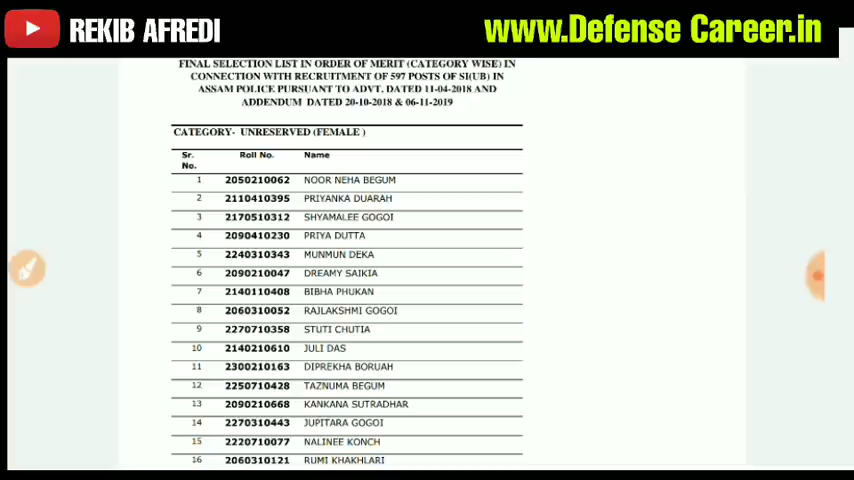 REKIB AFREDI
www.Defense Career.in
FINAL SELECTION LIST IN ORDER OF MERIT (CATEGORY WISE) IN
CONNECTION WITH RECRUITMENT OF 597 POSTS OF SI(UB) IN
ASSAM POLICE PURSUANT TO ADVT. DATED 11-04-2018 AND
ADDENDUM DATED 20-10-2018 & 06-11-2019
CATEGORY- UNRESERVED (FEMALE )
Sr. No. Roll No. Name
1 2050210062 NOOR NEHA BEGUM
2 2110410395 PRIYANKA DUARAH
3 2170510312 SHYAMALEE GOGOI
4 2090410230 PRIYA DUTTA
5 2240310343 MUNMUN DEKA
6 2090210047 DREAMY SAIKIA
7 2140110408 BIBHA PHUKAN
8 2060310052 RAJLAKSHMI GOGOI
9 2270710358 STUTI CHUTIA
10 2140210610 JULI DAS
11 2300210163 DIPREKHA BORUAH
12 2250710428 TAZNUMA BEGUM
13 2090210668 KANKANA SUTRADHAR
14 2270310443 JUPITARA GOGOI
15 2220710077 NALINEE KONCH
16 2060310121 RUMI KHAKHLARI